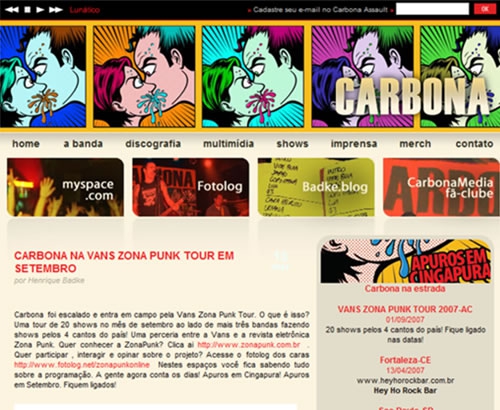 Lunático
» Cadastre seu e-mail no Carbona Assault » OK
CARBONA
home a banda discografia multimídia shows imprensa merch contato
myspace
.com
Fotolog
Badke.blog
CarbonaMedia
fã-clube
CARBONA NA VANS ZONA PUNK TOUR EM
SETEMBRO
por Henrique Badke
Carbona foi escalado e entra em campo pela Vans Zona Punk Tour. O que é isso?
Uma tour de 20 shows no mês de setembro ao lado de mais três bandas fazendo
shows pelos 4 cantos do país! Uma perceria entre a Vans e a revista eletrônica
Zona Punk. Quer conhecer a ZonaPunk? Clica ai http://www.zonapunk.com.br .
Quer participar , interagir e opinar sobre o projeto? Acesse o fotolog das caras
http://www.fotolog.net/zonapunkonline Nestes espaços você fica sabendo tudo
sobre a programação. A gente agora conta os dias! Apuros em Cingapura! Apuros
em Setembro. Fiquem ligados!
APUROS EM
CINGAPURA
Carbona na estrada
VANS ZONA PUNK TOUR 2007-AC
01/09/2007
20 shows pelos 4 cantos do país! Fique ligado
nas datas!
Fortaleza-CE
13/04/2007
www.heyhorockbar.com.br
Hey Ho Rock Bar